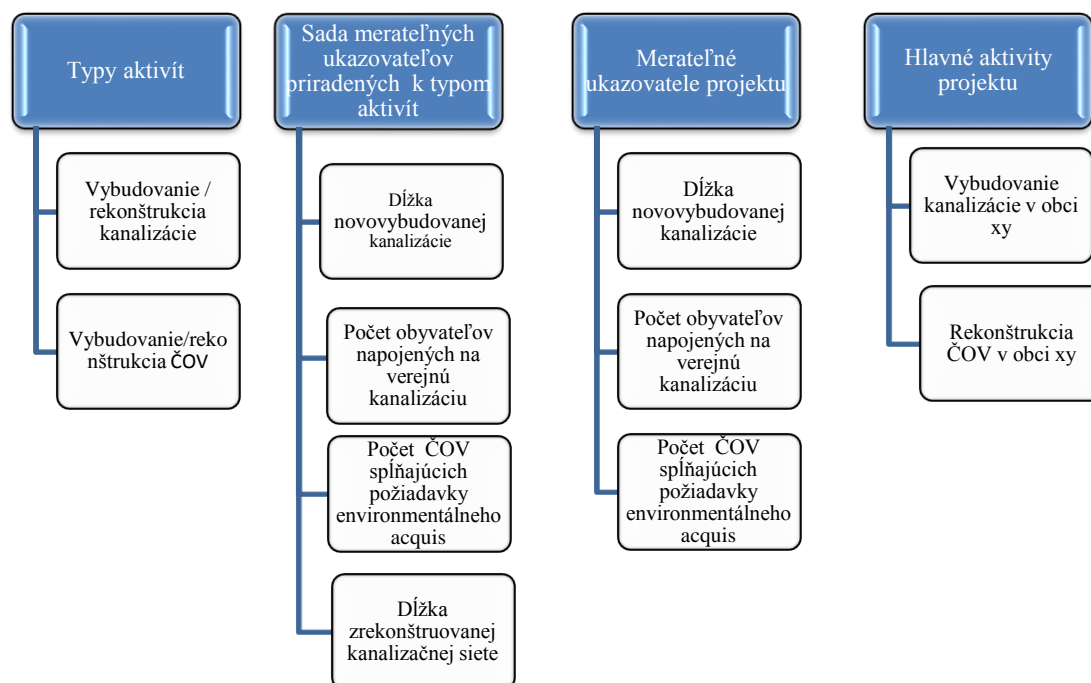 Typy aktivít
Vybudovanie /
rekonštrukcia
kanalizácie
Vybudovanie/reko
nštrukcia ČOV
Sada merateľných
ukazovateľov
priradených k typom
aktivít
Dĺžka
novovybudovanej
kanalizácie
Počet obyvateľov
napojených na
verejnú
kanalizáciu
Počet ČOV
spĺňajúcich
požiadavky
environmentálneho
acquis
Dĺžka
zrekonštruovanej
kanalizačnej siete
Merateľné
ukazovatele projektu
Dĺžka
novovybudovanej
kanalizácie
Počet obyvateľov
napojených na
verejnú
kanalizáciu
Počet ČOV
spĺňajúcich
požiadavky
environmentálneho
acquis
Hlavné aktivity
projektu
Vybudovanie
kanalizácie v obci
xy
Rekonštrukcia
ČOV v obci xy